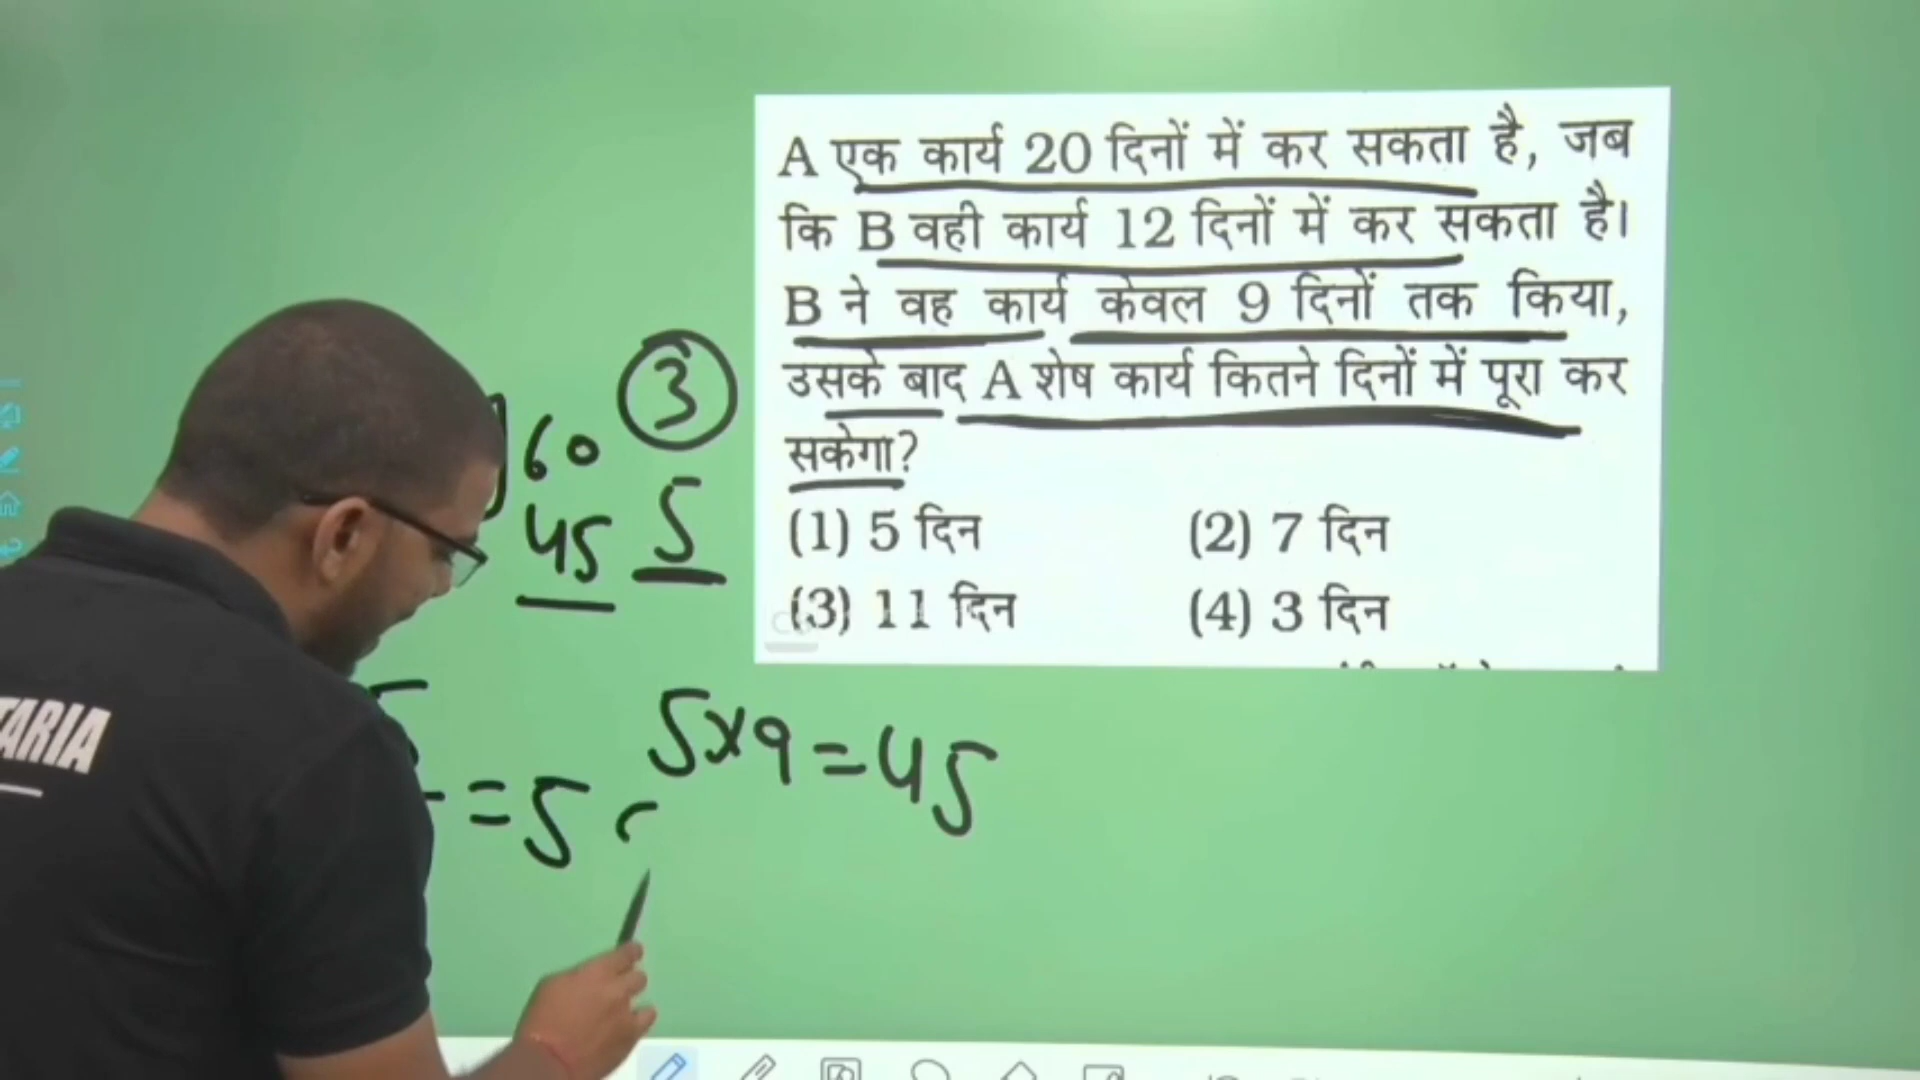 A एक कार्य 20 दिनों में कर सकता है, जब
कि B वही कार्य 12 दिनों में कर सकता है।
B ने वह कार्य केवल 9 दिनों तक किया,
उसके बाद A शेष कार्य कितने दिनों में पूरा कर
सकेगा?
(1) 5 दिन (2) 7 दिन
(3) 11 दिन (4) 3 दिन
60 3
45 5
5x9=45
=5
TARIA